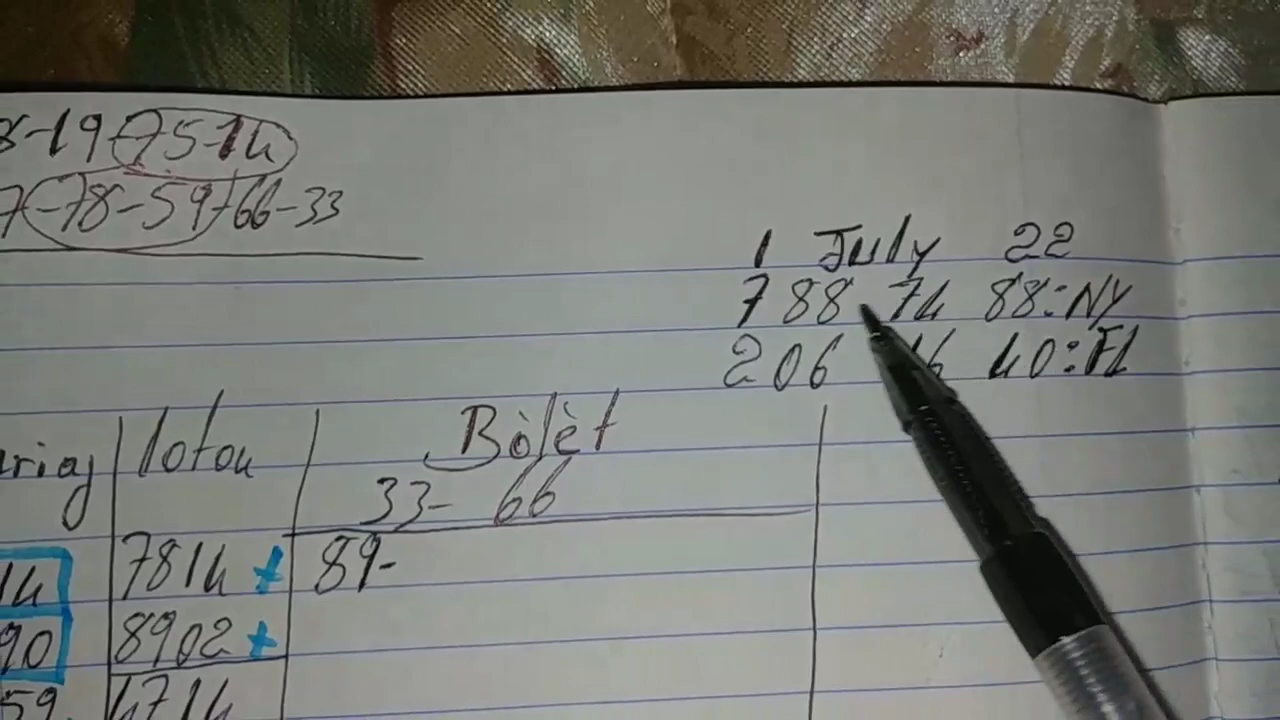 8-19-75-14
7-78-59-66-33
1 July 22
788 74 88:NY
206 16 40:FL
riaj lotou Bòlèt
33- 66
14 7814 + 89-
90 8902 +
59 4714